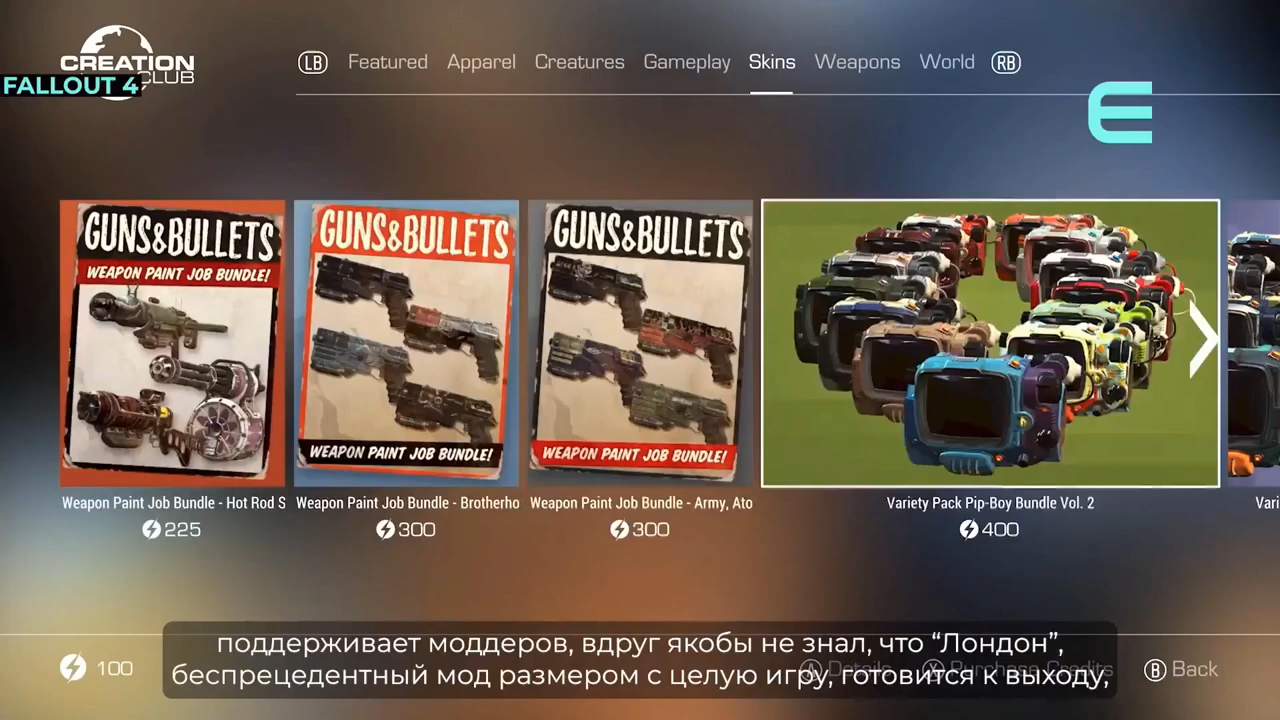 CREATION
CLUB
FALLOUT 4
LB Featured Apparel Creatures Gameplay Skins Weapons World RB
GUNS&BULLETS
WEAPON PAINT JOB BUNDLE!
GUNS&BULLETS
WEAPON PAINT JOB BUNDLE!
GUNS&BULLETS
WEAPON PAINT JOB BUNDLE!
Weapon Paint Job Bundle - Hot Rod S
225
Weapon Paint Job Bundle - Brotherho
300
Weapon Paint Job Bundle - Army, Ato
300
Variety Pack Pip-Boy Bundle Vol. 2
400
Vari
поддерживает моддеров, вдруг якобы не знал, что “Лондон”,
беспрецедентный мод размером с целую игру, готовится к выходу,
100
A Details X Purchase Credits B Back